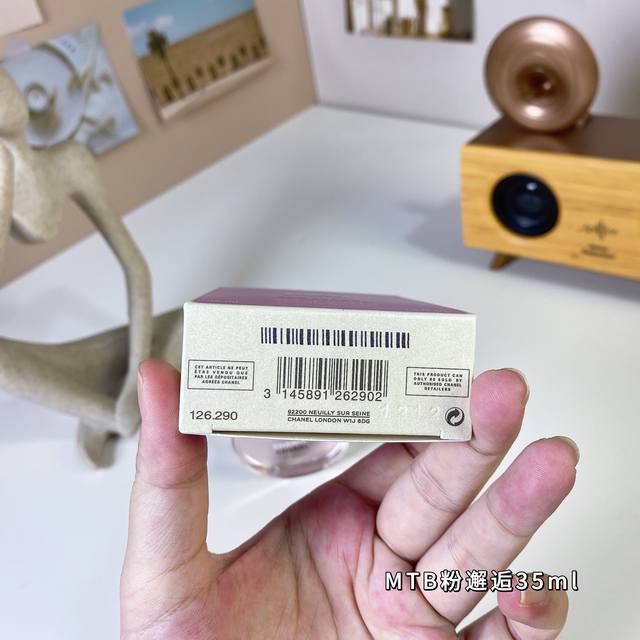 CET ARTICLE NE PEUT
ÊTRE VENDU QUE
PAR LES DÉPOSITAIRES
AGRÉÉS CHANEL
THIS PRODUCT CAN
ONLY BE SOLD BY
AUTHORISED CHANEL
RETAILERS
3 145891 262902
126.290
92200 NEUILLY SUR SEINE
CHANEL LONDON W1J 6DG
MTB粉邂逅35ml